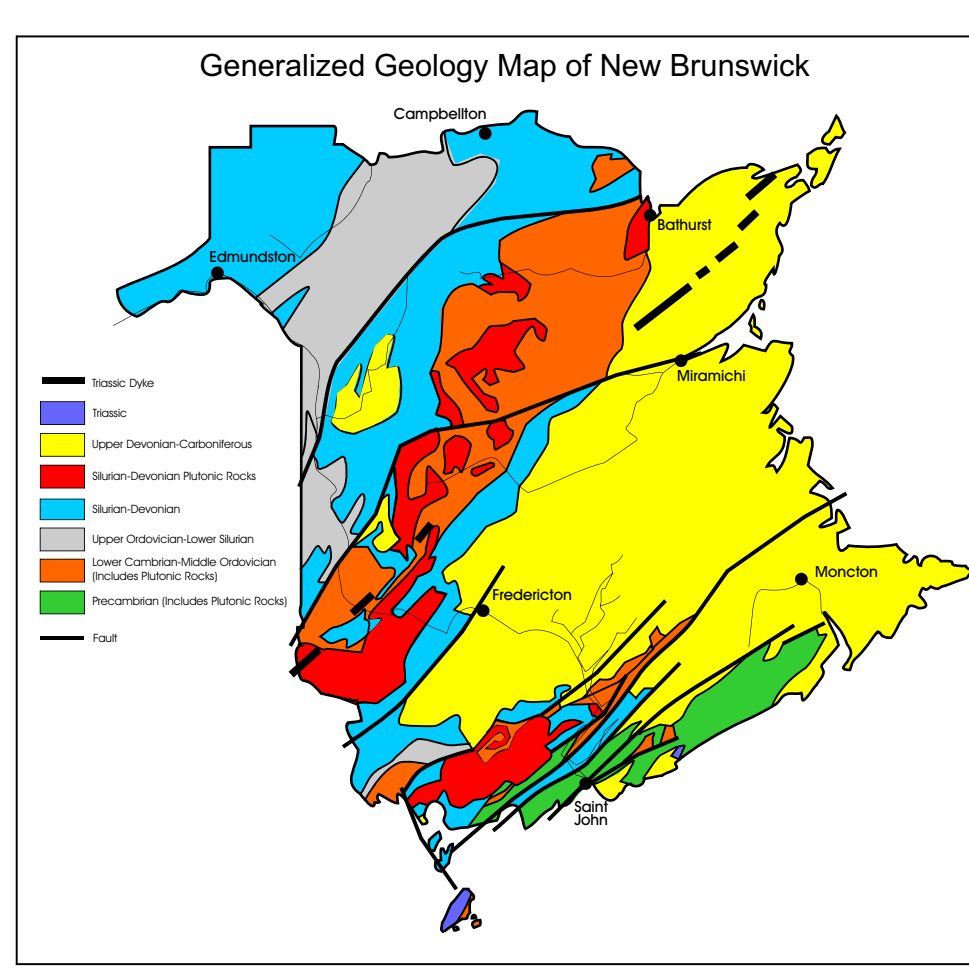 Generalized Geology Map of New Brunswick
Campbellton
Bathurst
Edmundston
Miramichi
Triassic Dyke
Triassic
Upper Devonian-Carboniferous
Silurian-Devonian Plutonic Rocks
Silurian-Devonian
Upper Ordovician-Lower Silurian
Lower Cambrian-Middle Ordovician
(Includes Plutonic Rocks)
Precambrian (Includes Plutonic Rocks)
Fault
Moncton
Fredericton
Saint
John